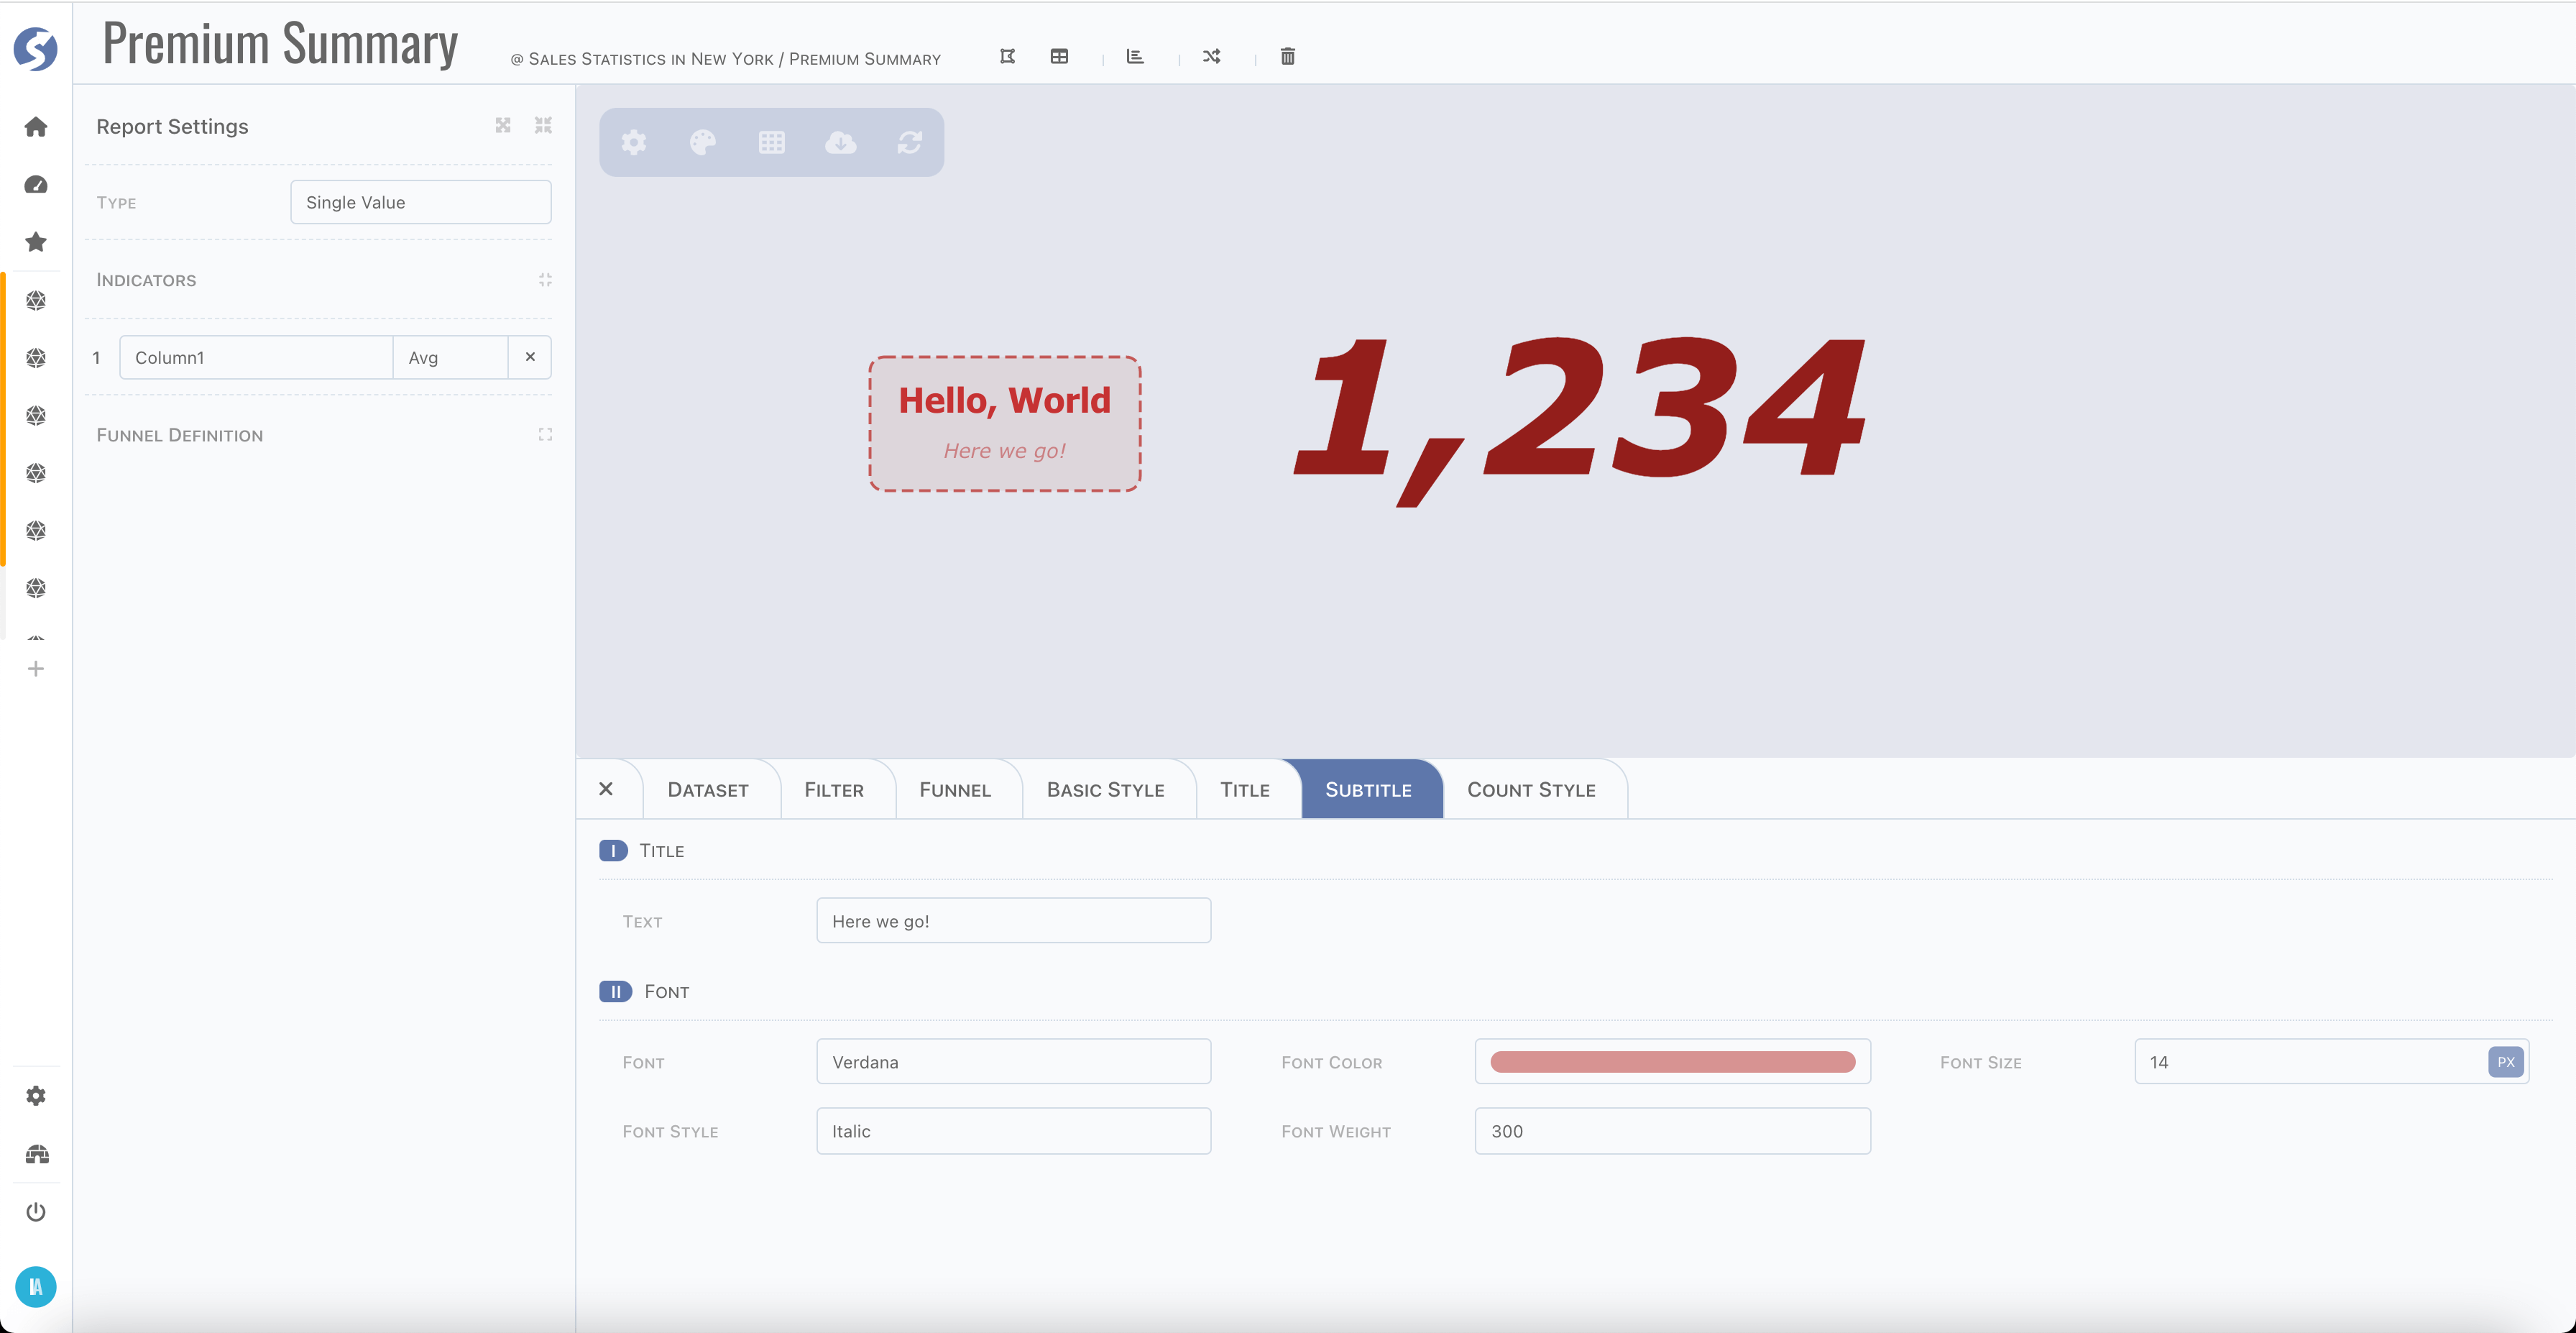 Premium Summary
@ Sales Statistics in New York / Premium Summary
Report Settings
Type
Single Value
Indicators
1
Column1
Avg
Funnel Definition
Hello, World
Here we go!
1,234
Dataset
Filter
Funnel
Basic Style
Title
Subtitle
Count Style
I Title
Text
Here we go!
II Font
Font
Verdana
Font Color
Font Size
14
PX
Font Style
Italic
Font Weight
300
IA